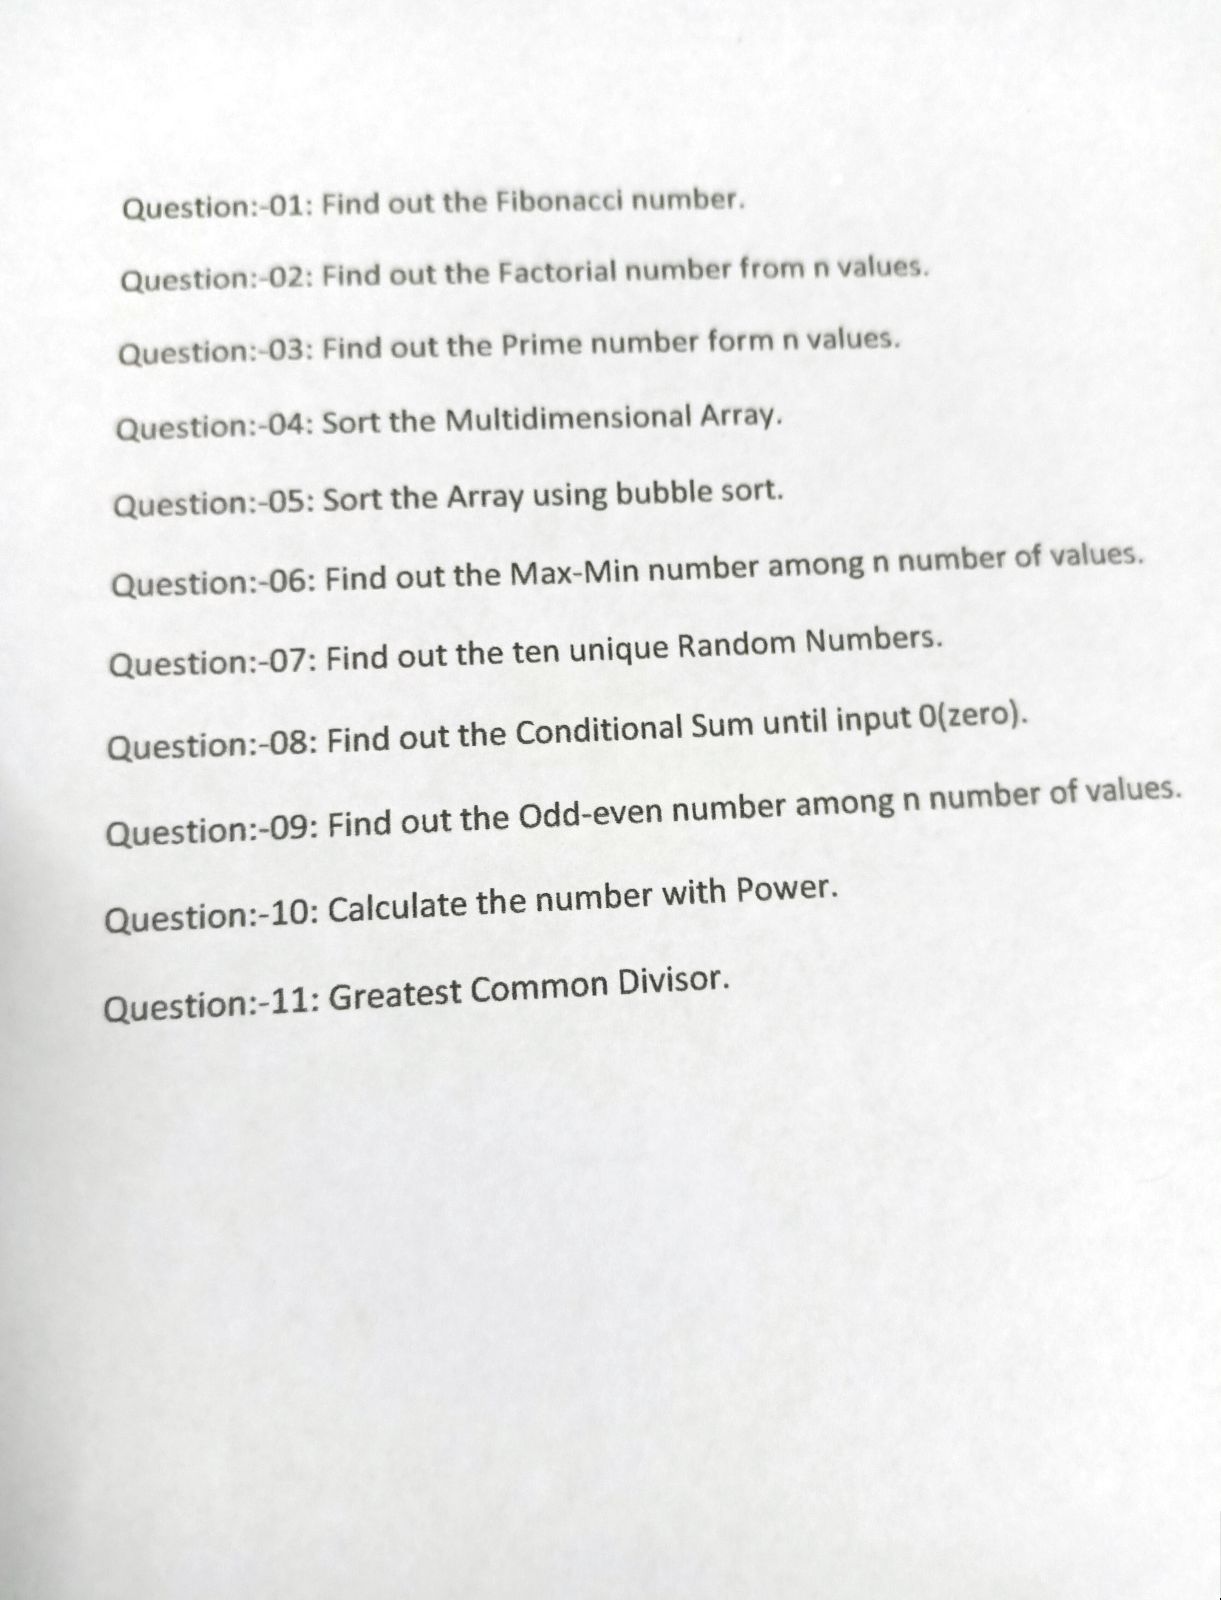 Question:-01: Find out the Fibonacci number.
Question:-02: Find out the Factorial number from n values.
Question:-03: Find out the Prime number form n values.
Question:-04: Sort the Multidimensional Array.
Question:-05: Sort the Array using bubble sort.
Question:-06: Find out the Max-Min number among n number of values.
Question:-07: Find out the ten unique Random Numbers.
Question:-08: Find out the Conditional Sum until input 0(zero).
Question:-09: Find out the Odd-even number among n number of values.
Question:-10: Calculate the number with Power.
Question:-11: Greatest Common Divisor.